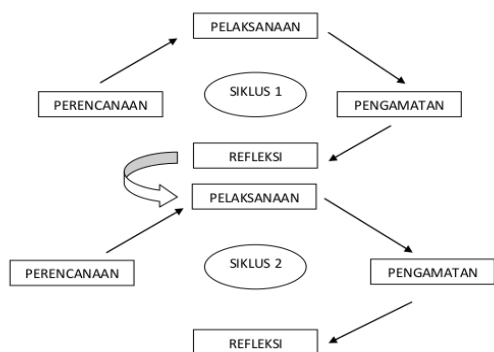 PELAKSANAAN
PERENCANAAN
SIKLUS 1
PENGAMATAN
REFLEKSI
PELAKSANAAN
PERENCANAAN
SIKLUS 2
PENGAMATAN
REFLEKSI